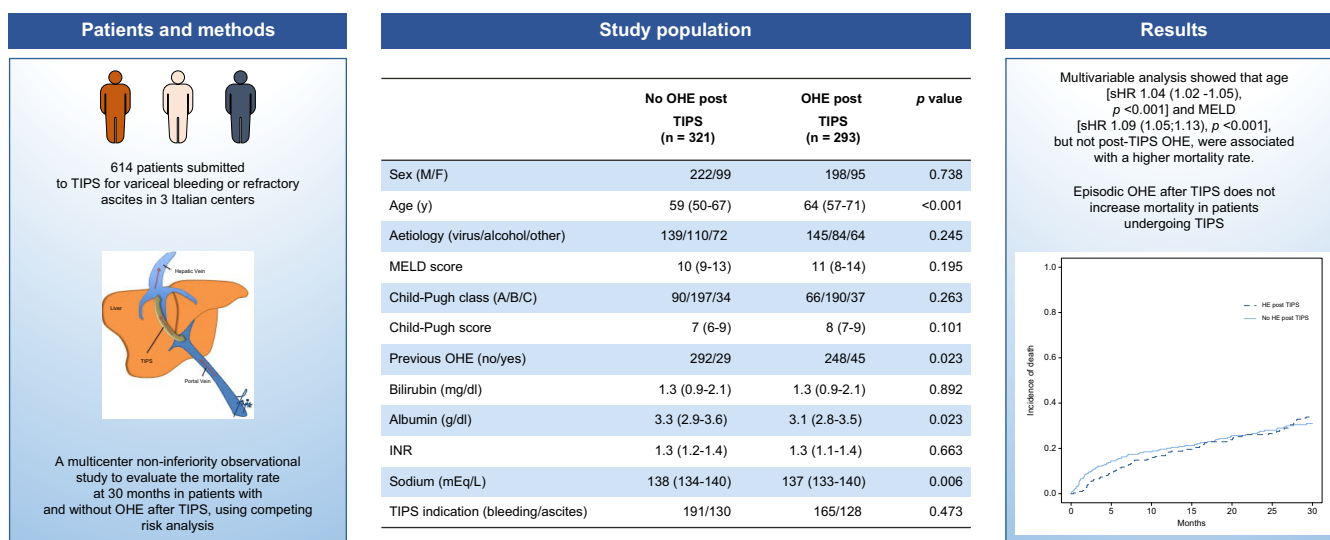 Patients and methods
614 patients submitted
to TIPS for variceal bleeding or refractory
ascites in 3 Italian centers
Hepatic Vein
Liver
TIPS
Portal Vein
A multicenter non-inferiority observational
study to evaluate the mortality rate
at 30 months in patients with
and without OHE after TIPS, using competing
risk analysis
Study population
No OHE post TIPS (n = 321) OHE post TIPS (n = 293) p value
Sex (M/F) 222/99 198/95 0.738
Age (y) 59 (50-67) 64 (57-71) <0.001
Aetiology (virus/alcohol/other) 139/110/72 145/84/64 0.245
MELD score 10 (9-13) 11 (8-14) 0.195
Child-Pugh class (A/B/C) 90/197/34 66/190/37 0.263
Child-Pugh score 7 (6-9) 8 (7-9) 0.101
Previous OHE (no/yes) 292/29 248/45 0.023
Bilirubin (mg/dl) 1.3 (0.9-2.1) 1.3 (0.9-2.1) 0.892
Albumin (g/dl) 3.3 (2.9-3.6) 3.1 (2.8-3.5) 0.023
INR 1.3 (1.2-1.4) 1.3 (1.1-1.4) 0.663
Sodium (mEq/L) 138 (134-140) 137 (133-140) 0.006
TIPS indication (bleeding/ascites) 191/130 165/128 0.473
Results
Multivariable analysis showed that age
[sHR 1.04 (1.02 -1.05),
p <0.001] and MELD
[sHR 1.09 (1.05;1.13), p <0.001],
but not post-TIPS OHE, were associated
with a higher mortality rate.
Episodic OHE after TIPS does not
increase mortality in patients
undergoing TIPS
Incidence of death
1.0
0.8
0.6
0.4
0.2
0.0
HE post TIPS
No HE post TIPS
0 5 10 15 20 25 30
Months